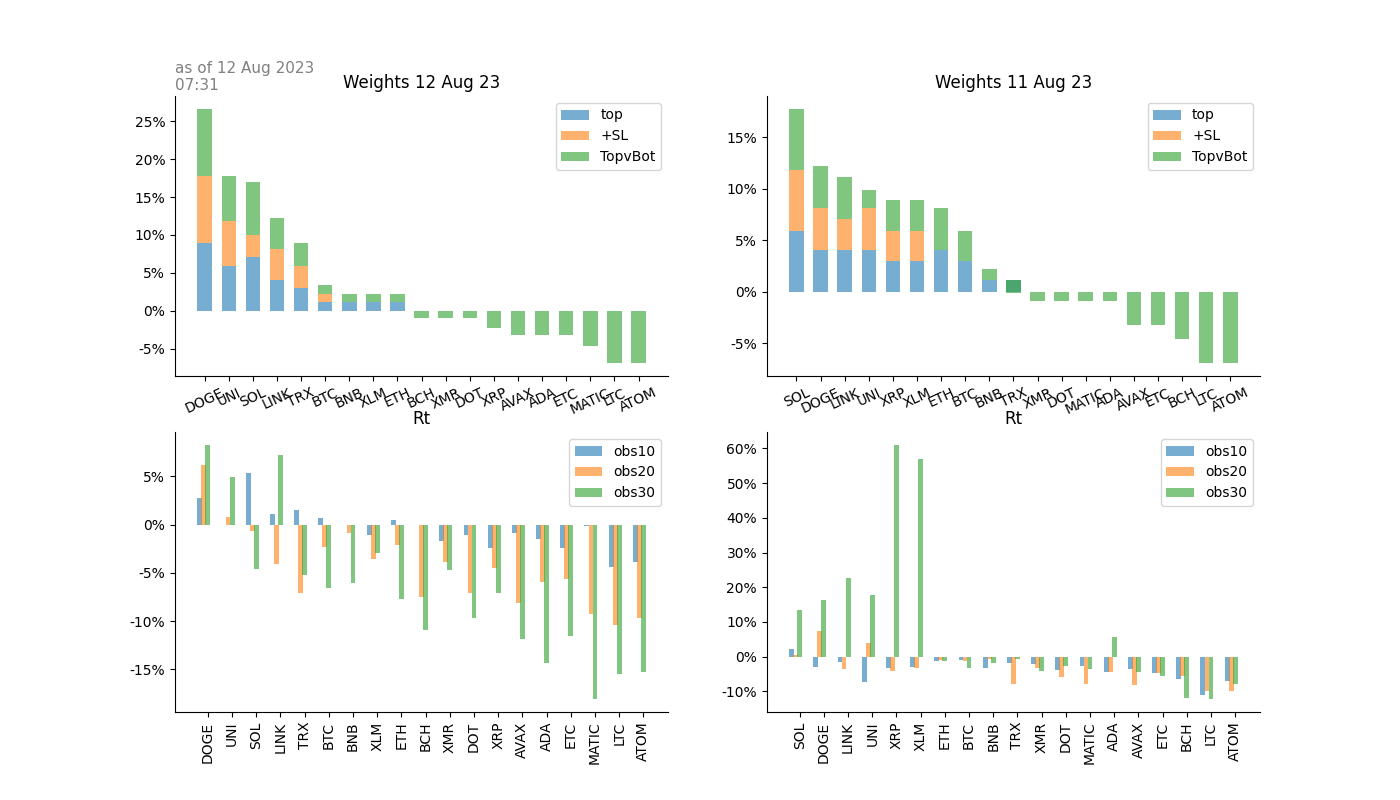 as of 12 Aug 2023
07:31
Weights 12 Aug 23
25%
20%
15%
10%
5%
0%
-5%
top
+SL
TopvBot
DOGE UNI SOL LINK TRX BTC BNB XLM ETH BCH XMR DOT XRP AVAX ADA ETC MATIC LTC ATOM
Weights 11 Aug 23
15%
10%
5%
0%
-5%
top
+SL
TopvBot
SOL DOGE LINK UNI XRP XLM ETH BTC BNB TRX XMR DOT MATIC ADA AVAX ETC BCH LTC ATOM
Rt
5%
0%
-5%
-10%
-15%
obs10
obs20
obs30
DOGE UNI SOL LINK TRX BTC BNB XLM ETH BCH XMR DOT XRP AVAX ADA ETC MATIC LTC ATOM
Rt
60%
50%
40%
30%
20%
10%
0%
-10%
obs10
obs20
obs30
SOL DOGE LINK UNI XRP XLM ETH BTC BNB TRX XMR DOT MATIC ADA AVAX ETC BCH LTC ATOM